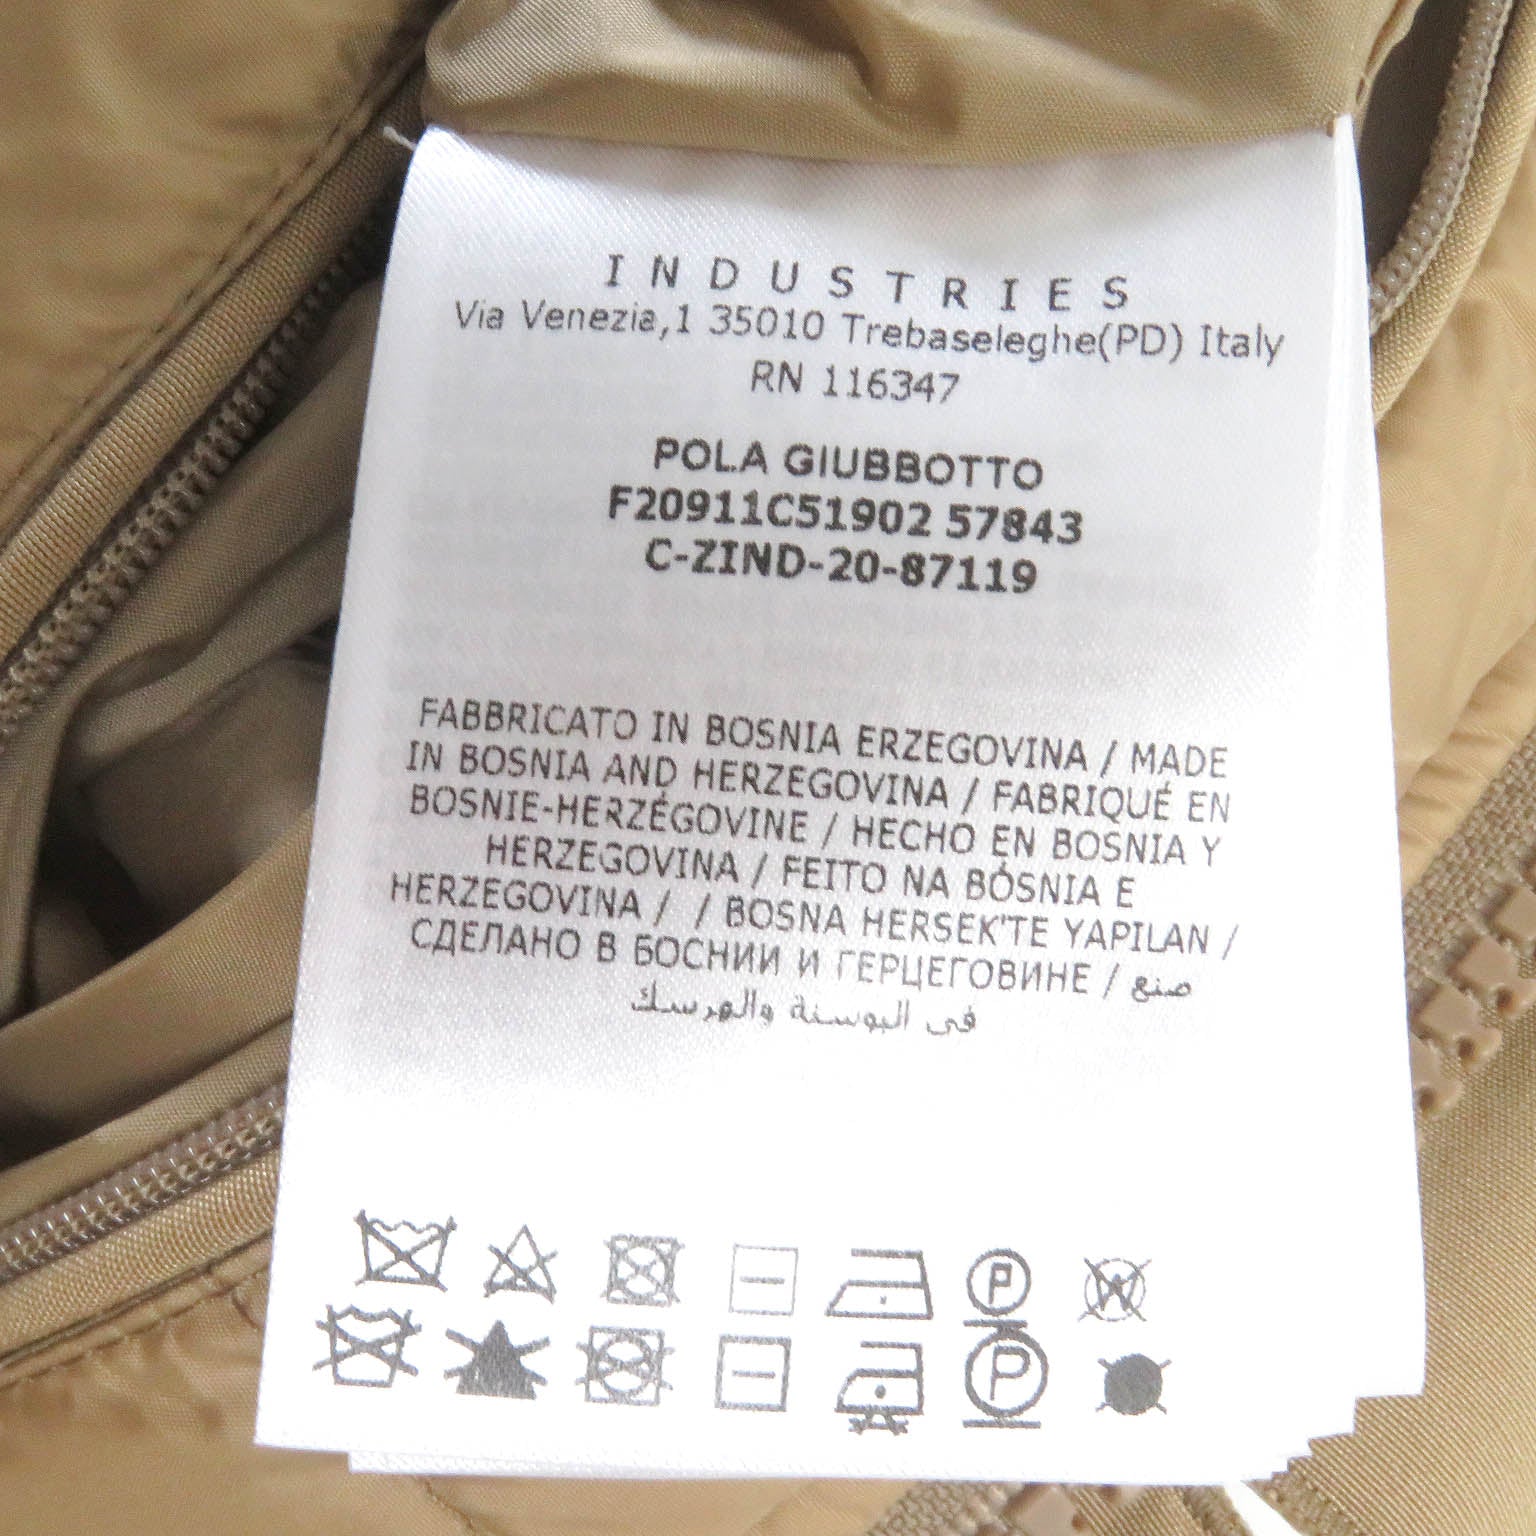 INDUSTRIES
Via Venezia,1 35010 Trebaseleghe(PD) Italy
RN 116347
POLA GIUBBOTTO
F20911C51902 57843
C-ZIND-20-87119
FABBRICATO IN BOSNIA ERZEGOVINA / MADE
IN BOSNIA AND HERZEGOVINA / FABRIQUÉ EN
BOSNIE-HERZÉGOVINE / HECHO EN BOSNIA Y
HERZEGOVINA / FEITO NA BÓSNIA E
HERZEGOVINA / / BOSNA HERSEK'TE YAPILAN /
СДЕЛАНО В БОСНИИ И ГЕРЦЕГОВИНЕ / صنع
في البوسنة والهرسك
P W
P